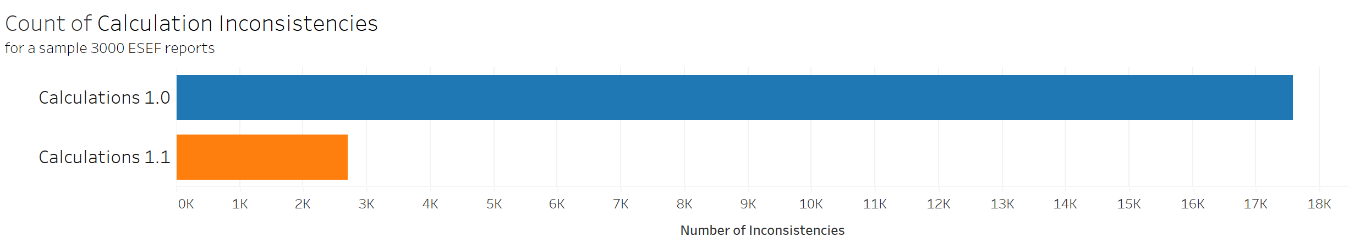 Count of Calculation Inconsistencies
for a sample 3000 ESEF reports
Calculations 1.0
Calculations 1.1
0K 1K 2K 3K 4K 5K 6K 7K 8K 9K 10K 11K 12K 13K 14K 15K 16K 17K 18K
Number of Inconsistencies